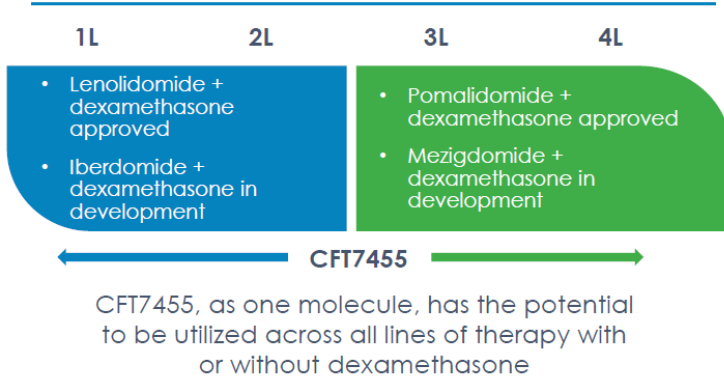 1L 2L 3L 4L
• Lenolidomide +
dexamethasone
approved
• Iberdomide +
dexamethasone in
development
• Pomalidomide +
dexamethasone approved
• Mezigdomide +
dexamethasone in
development
CFT7455
CFT7455, as one molecule, has the potential
to be utilized across all lines of therapy with
or without dexamethasone